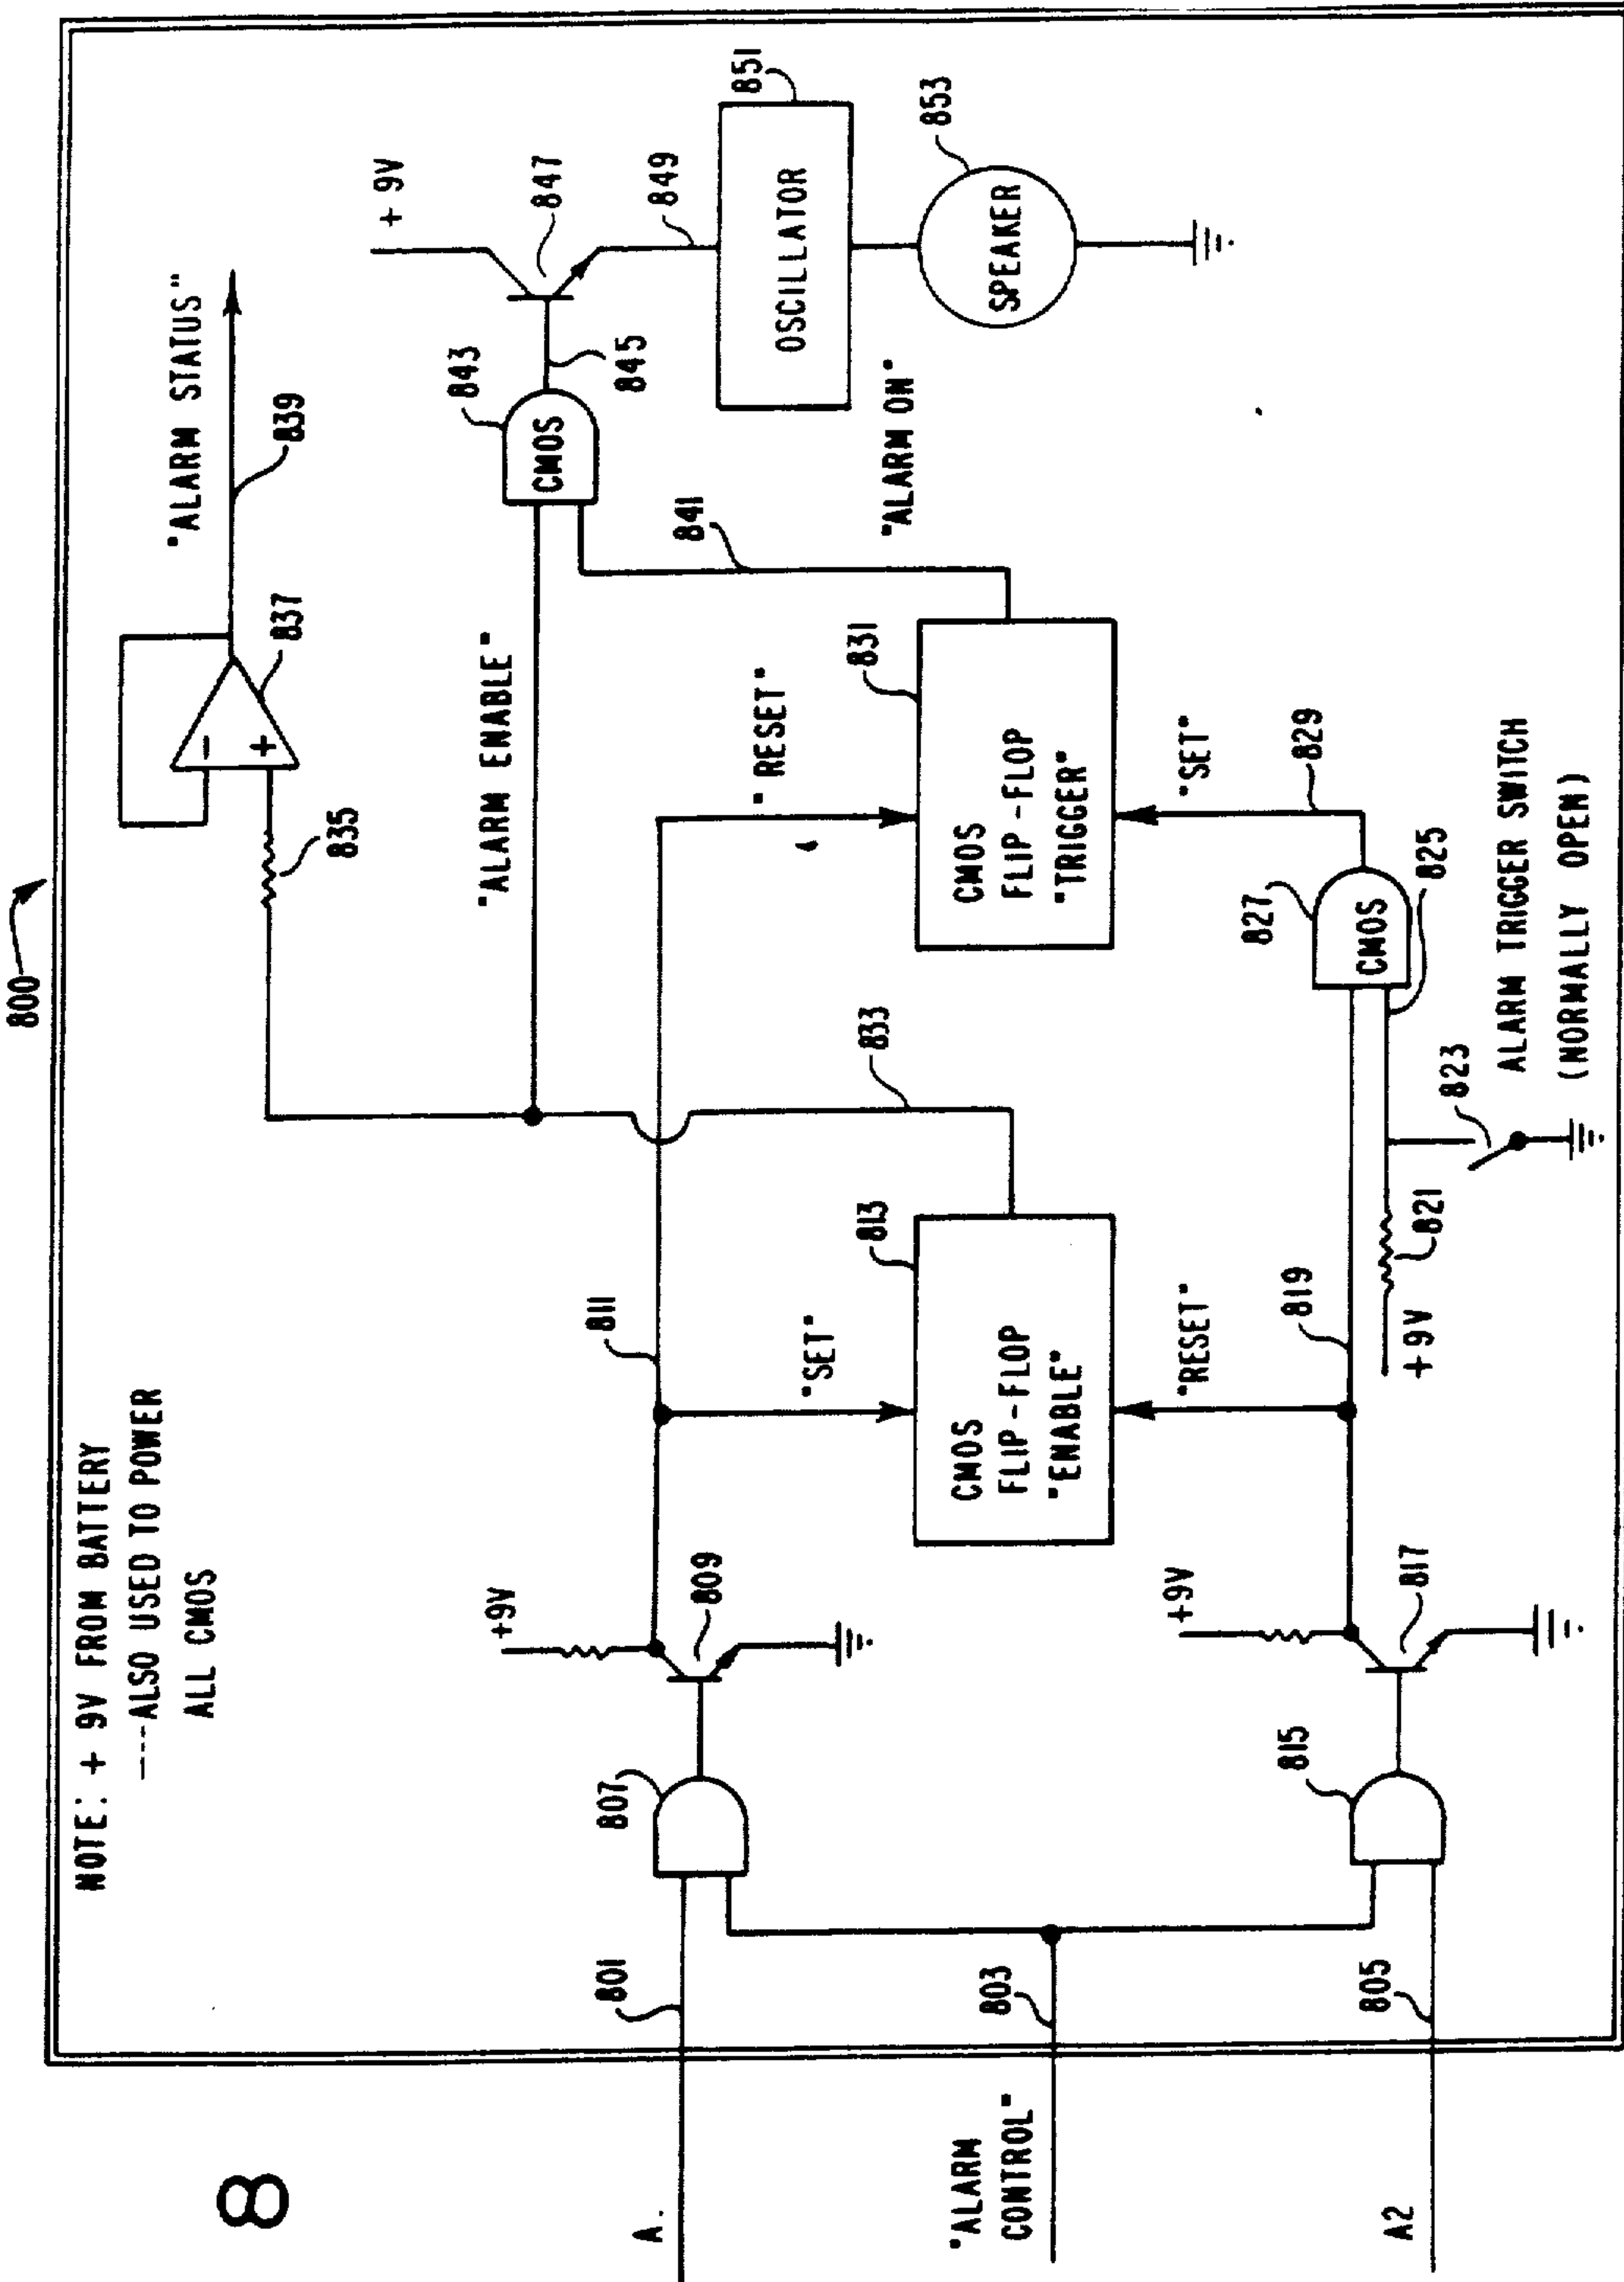 8
800
NOTE: + 9V FROM BATTERY
---ALSO USED TO POWER
ALL CMOS
"ALARM STATUS"
839
837
835
+9V
847
849
851
OSCILLATOR
853
SPEAKER
843
CMOS
845
841
"ALARM ON"
"ALARM ENABLE"
A.
801
807
+9V
809
811
"SET"
813
CMOS
FLIP-FLOP
"ENABLE"
"RESET"
833
"RESET"
831
CMOS
FLIP-FLOP
"TRIGGER"
"SET"
829
"ALARM
CONTROL"
803
A2
805
815
+9V
817
819
+9V
821
823
825
827
CMOS
ALARM TRIGGER SWITCH
(NORMALLY OPEN)